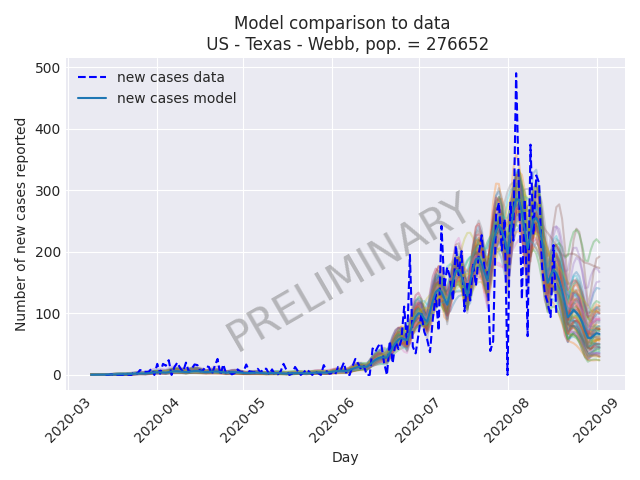 Model comparison to data
US - Texas - Webb, pop. = 276652
new cases data
new cases model
Number of new cases reported
500
400
300
200
100
0
PRELIMINARY
2020-03
2020-04
2020-05
2020-06
2020-07
2020-08
2020-09
Day